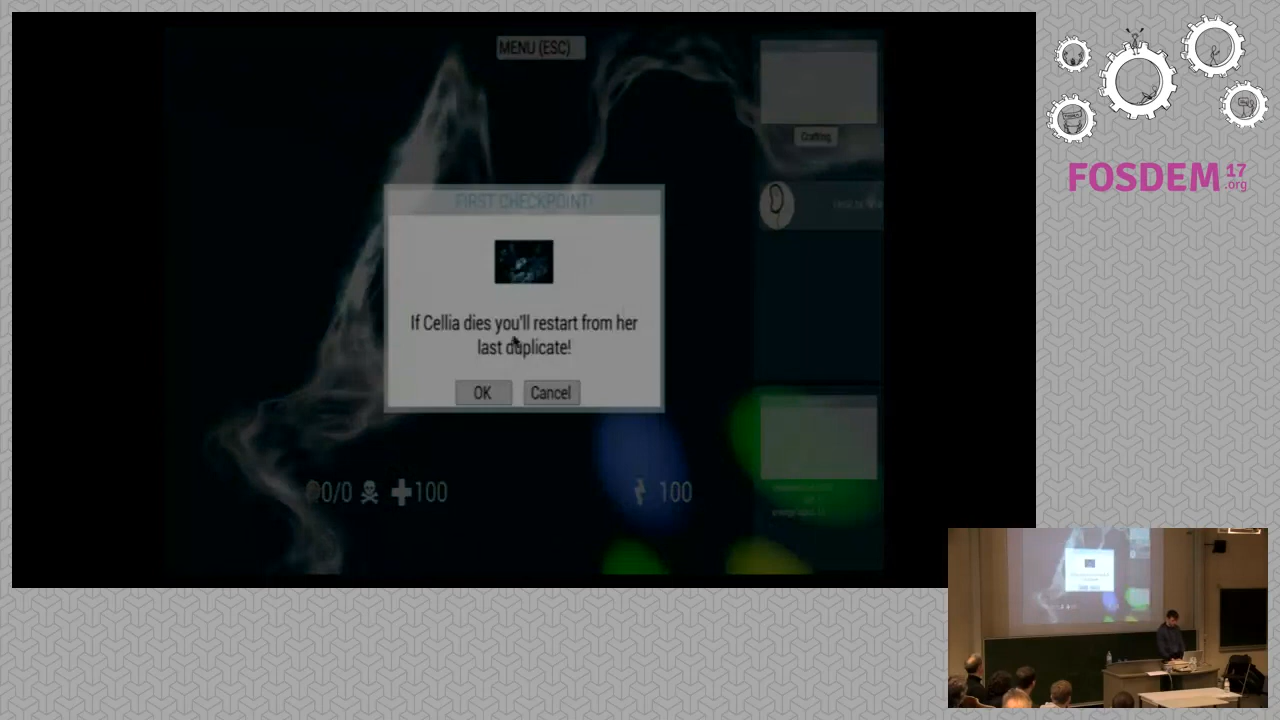 MENU (ESC)
Crafting
FIRST CHECKPOINT!
If Cellia dies you'll restart from her
last duplicate!
OK
Cancel
0/0
100
100
FOSDEM 17
.org